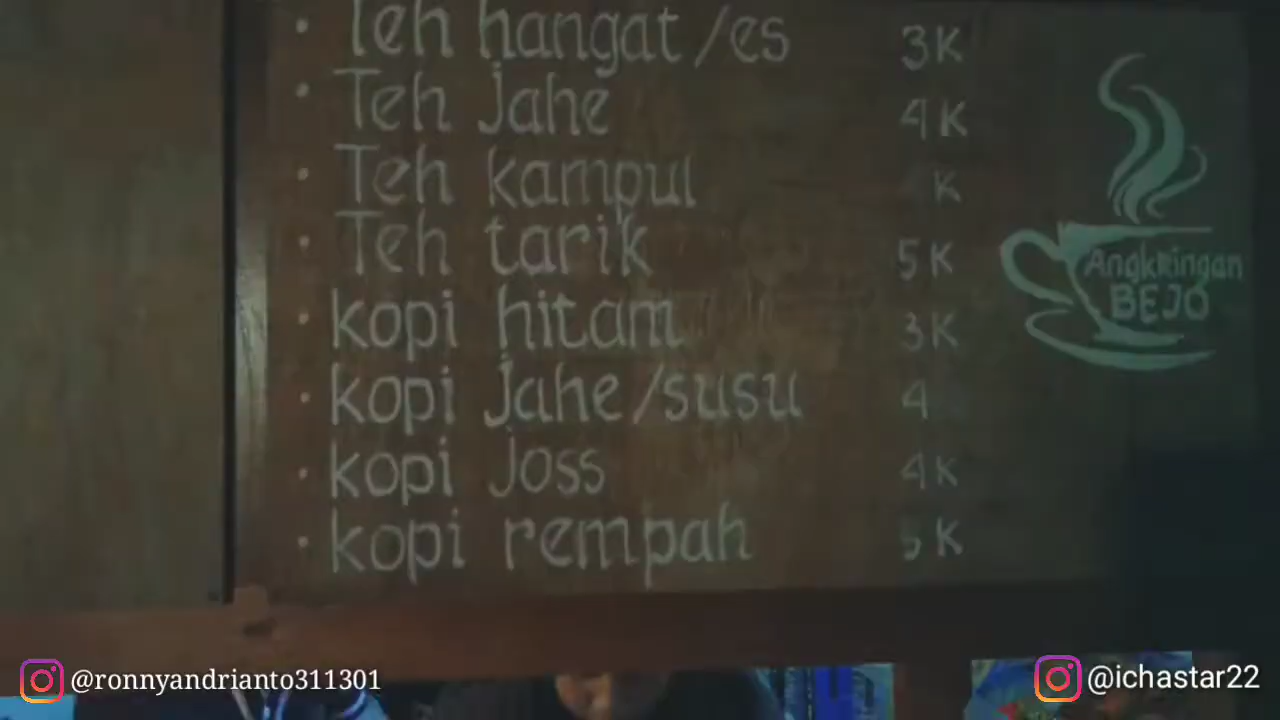 Teh hangat/es 3K
Teh jahe 4K
Teh kampul K
Teh tarik 5K
kopi hitam 3K
kopi jahe/susu 4
kopi joss 4K
kopi rempah 5K
Angkringan
BEJO
@ronnyandrianto311301
@ichastar22